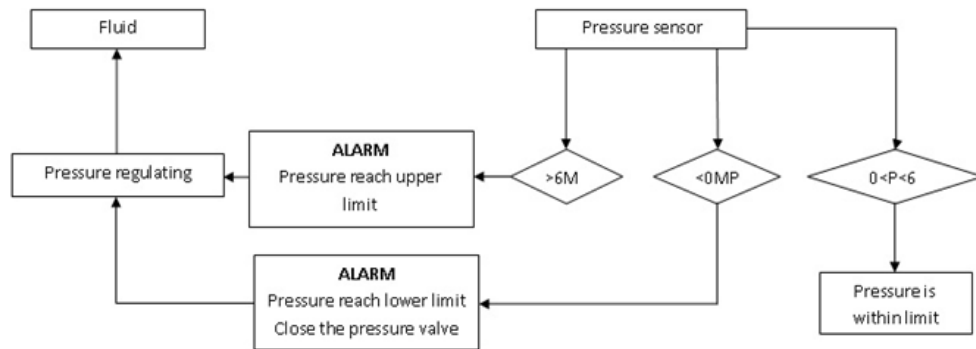 Fluid
Pressure sensor
Pressure regulating
ALARM
Pressure reach upper
limit
>6M
<0MP
0<P<6
ALARM
Pressure reach lower limit
Close the pressure valve
Pressure is
within limit